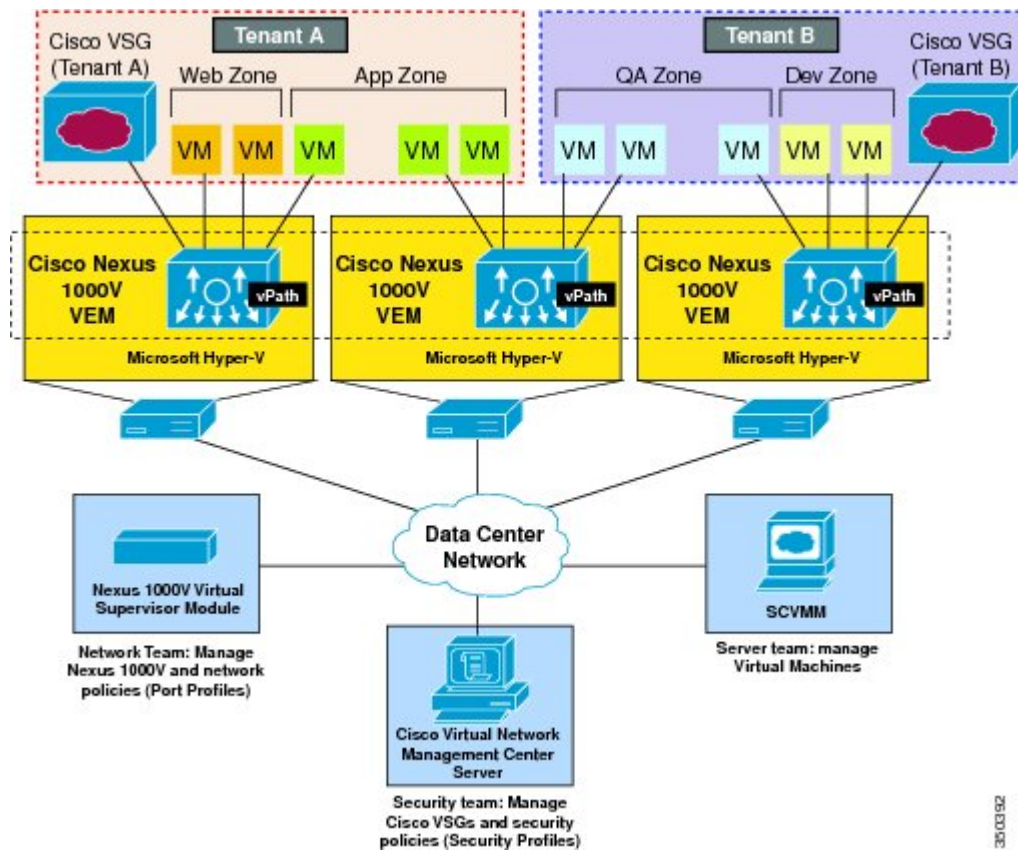 Cisco VSG
(Tenant A)
Tenant A
Web Zone
App Zone
Tenant B
QA Zone
Dev Zone
Cisco VSG
(Tenant B)
VM
VM
VM
VM
VM
VM
VM
VM
VM
VM
Cisco Nexus
1000V
VEM
vPath
Microsoft Hyper-V
Cisco Nexus
1000V
VEM
vPath
Microsoft Hyper-V
Cisco Nexus
1000V
VEM
vPath
Microsoft Hyper-V
Data Center
Network
Nexus 1000V Virtual
Supervisor Module
Network Team: Manage
Nexus 1000V and network
policies (Port Profiles)
SCVMM
Server team: manage
Virtual Machines
Cisco Virtual Network
Management Center
Server
Security team: Manage
Cisco VSGs and security
policies (Security Profiles)
350392